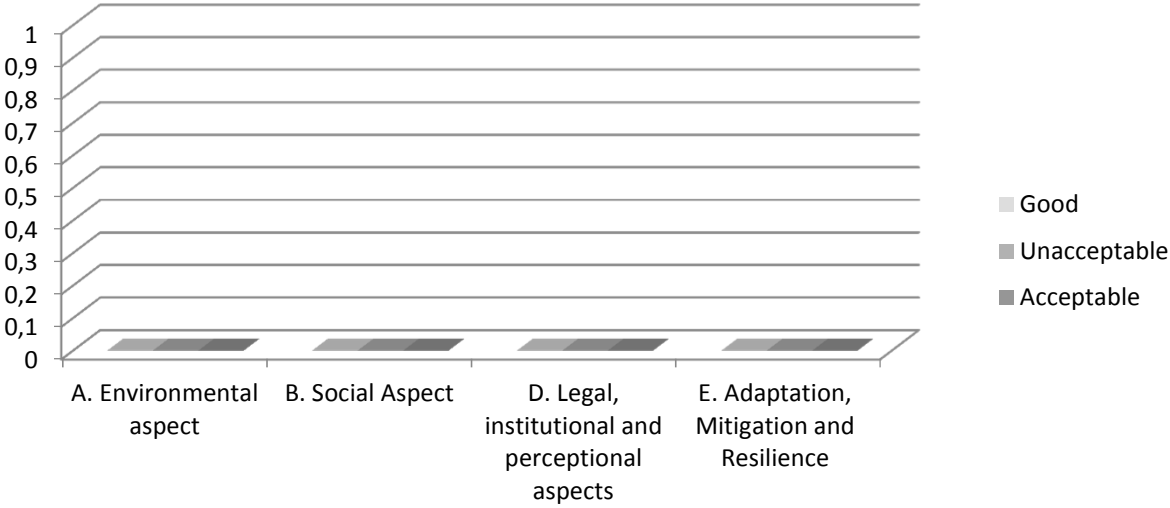 1
0,9
0,8
0,7
0,6
0,5
0,4
0,3
0,2
0,1
0
A. Environmental
aspect
B. Social Aspect
D. Legal,
institutional and
perceptional
aspects
E. Adaptation,
Mitigation and
Resilience
Good
Unacceptable
Acceptable